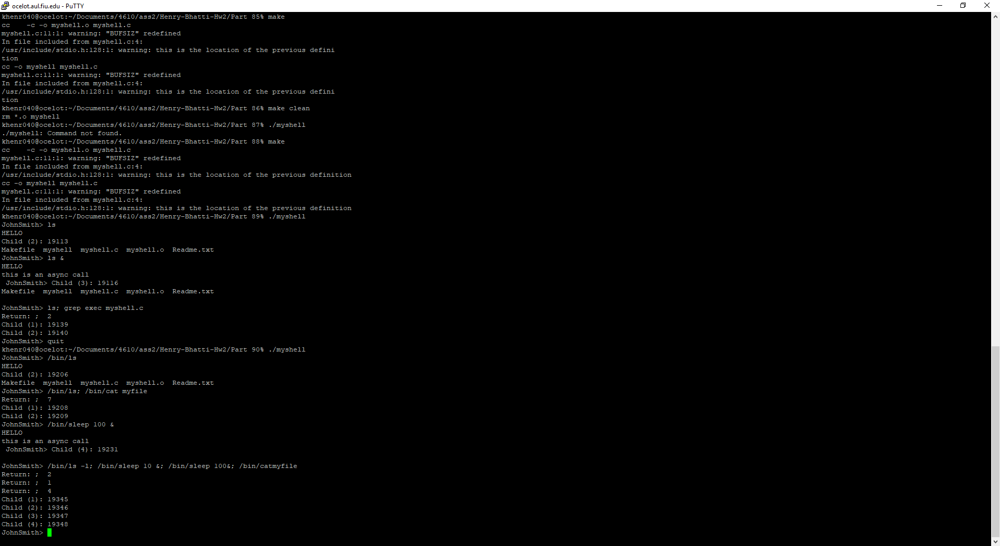 ocelot.aul.fiu.edu - PuTTY
khenr040@ocelot:~/Documents/4610/ass2/Henry-Bhatti-Hw2/Part 85% make
cc    -c -o myshell.o myshell.c
myshell.c:11:1: warning: "BUFSIZ" redefined
In file included from myshell.c:4:
/usr/include/stdio.h:128:1: warning: this is the location of the previous defini
tion
cc -o myshell myshell.c
myshell.c:11:1: warning: "BUFSIZ" redefined
In file included from myshell.c:4:
/usr/include/stdio.h:128:1: warning: this is the location of the previous defini
tion
khenr040@ocelot:~/Documents/4610/ass2/Henry-Bhatti-Hw2/Part 86% make clean
rm *.o myshell
khenr040@ocelot:~/Documents/4610/ass2/Henry-Bhatti-Hw2/Part 87% ./myshell
./myshell: Command not found.
khenr040@ocelot:~/Documents/4610/ass2/Henry-Bhatti-Hw2/Part 88% make
cc    -c -o myshell.o myshell.c
myshell.c:11:1: warning: "BUFSIZ" redefined
In file included from myshell.c:4:
/usr/include/stdio.h:128:1: warning: this is the location of the previous definition
cc -o myshell myshell.c
myshell.c:11:1: warning: "BUFSIZ" redefined
In file included from myshell.c:4:
/usr/include/stdio.h:128:1: warning: this is the location of the previous definition
khenr040@ocelot:~/Documents/4610/ass2/Henry-Bhatti-Hw2/Part 89% ./myshell
JohnSmith> ls
HELLO
Child (2): 19113
Makefile  myshell  myshell.c  myshell.o  Readme.txt
JohnSmith> ls &
HELLO
this is an async call
 JohnSmith> Child (3): 19116
Makefile  myshell  myshell.c  myshell.o  Readme.txt
JohnSmith> ls; grep exec myshell.c
Return: ;  2
Child (1): 19139
Child (2): 19140
JohnSmith> quit
khenr040@ocelot:~/Documents/4610/ass2/Henry-Bhatti-Hw2/Part 90% ./myshell
JohnSmith> /bin/ls
HELLO
Child (2): 19206
Makefile  myshell  myshell.c  myshell.o  Readme.txt
JohnSmith> /bin/ls; /bin/cat myfile
Return: ;  7
Child (1): 19208
Child (2): 19209
JohnSmith> /bin/sleep 100 &
HELLO
this is an async call
 JohnSmith> Child (4): 19231
JohnSmith> /bin/ls -l; /bin/sleep 10 &; /bin/sleep 100&; /bin/catmyfile
Return: ;  2
Return: ;  1
Return: ;  4
Child (1): 19345
Child (2): 19346
Child (3): 19347
Child (4): 19348
JohnSmith>